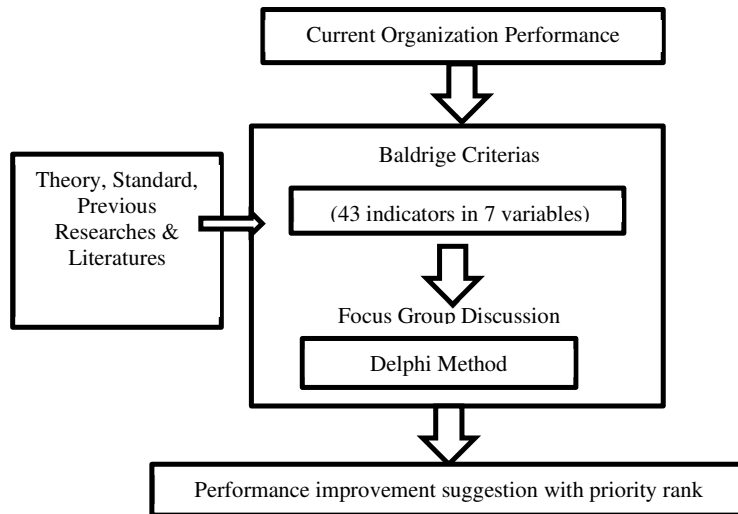 Current Organization Performance
Baldrige Criterias
Theory, Standard,
Previous
Researches &
Literatures
(43 indicators in 7 variables)
Focus Group Discussion
Delphi Method
Performance improvement suggestion with priority rank